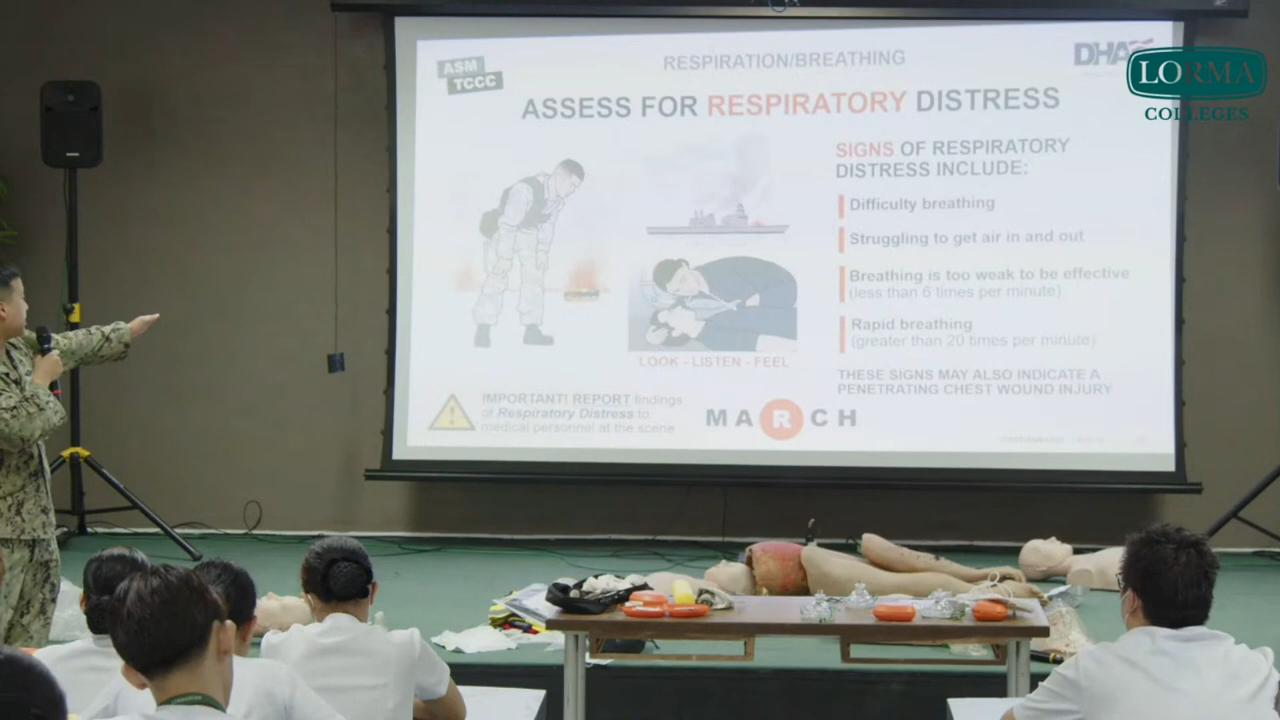 ASM
TCCC
RESPIRATION/BREATHING
DHA
LORMA
COLLEGES
ASSESS FOR RESPIRATORY DISTRESS
SIGNS OF RESPIRATORY
DISTRESS INCLUDE:
Difficulty breathing
Struggling to get air in and out
Breathing is too weak to be effective
(less than 6 times per minute)
Rapid breathing
(greater than 20 times per minute)
THESE SIGNS MAY ALSO INDICATE A
PENETRATING CHEST WOUND INJURY
LOOK - LISTEN - FEEL
IMPORTANT! REPORT findings
of Respiratory Distress to
medical personnel at the scene
MARCH